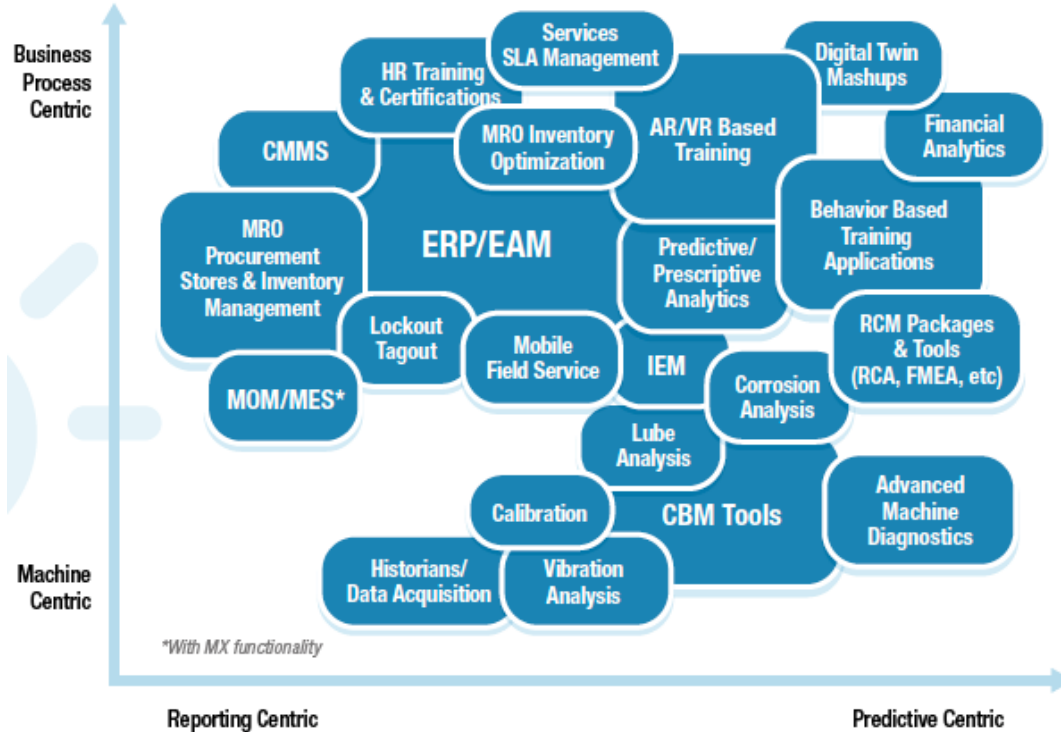 Business
Process
Centric
Services
SLA Management
HR Training
& Certifications
Digital Twin
Mashups
CMMS
MRO Inventory
Optimization
AR/VR Based
Training
Financial
Analytics
MRO
Procurement
Stores & Inventory
Management
ERP/EAM
Predictive/
Prescriptive
Analytics
Behavior Based
Training
Applications
Lockout
Tagout
Mobile
Field Service
IEM
RCM Packages
& Tools
(RCA, FMEA, etc)
MOM/MES*
Corrosion
Analysis
Lube
Analysis
Calibration
CBM Tools
Advanced
Machine
Diagnostics
Machine
Centric
Historians/
Data Acquisition
Vibration
Analysis
*With MX functionality
Reporting Centric
Predictive Centric